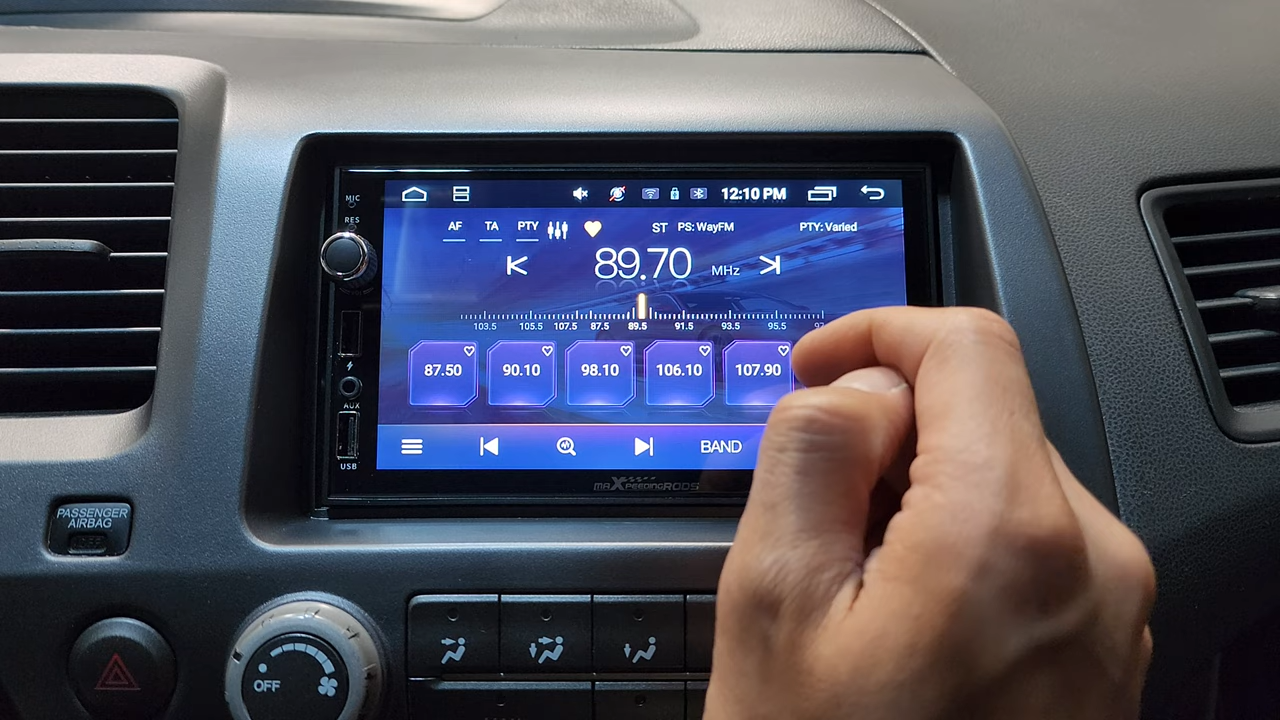 MIC
12:10 PM
RES
AF TA PTY ST PS: WayFM PTY: Varied
89.70 MHz
103.5 105.5 107.5 87.5 89.5 91.5 93.5 95.5
87.50 90.10 98.10 106.10 107.90
AUX
BAND
USB
MAXPEEDINGRODS
PASSENGER
AIRBAG
OFF
OFF